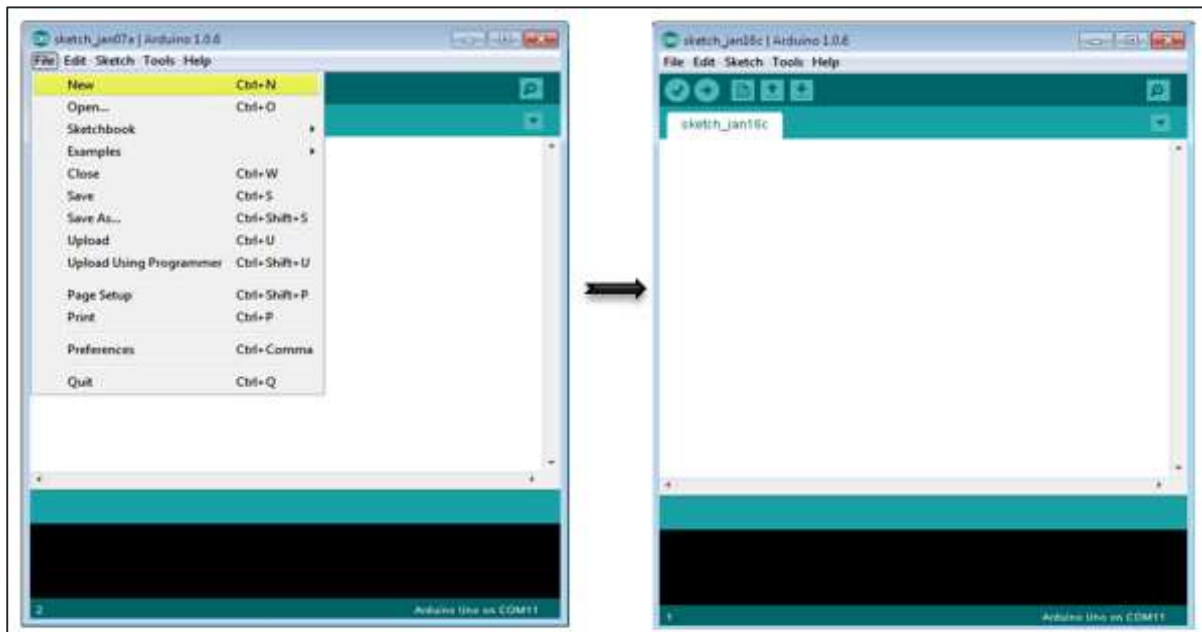 sketch_jan07a | Arduino 1.0.6
File Edit Sketch Tools Help
New Ctrl+N
Open... Ctrl+O
Sketchbook
Examples
Close Ctrl+W
Save Ctrl+S
Save As... Ctrl+Shift+S
Upload Ctrl+U
Upload Using Programmer Ctrl+Shift+U
Page Setup Ctrl+Shift+P
Print Ctrl+P
Preferences Ctrl+Comma
Quit Ctrl+Q
2 Arduino Uno on COM11
sketch_jan16c | Arduino 1.0.6
File Edit Sketch Tools Help
sketch_jan16c
1 Arduino Uno on COM11